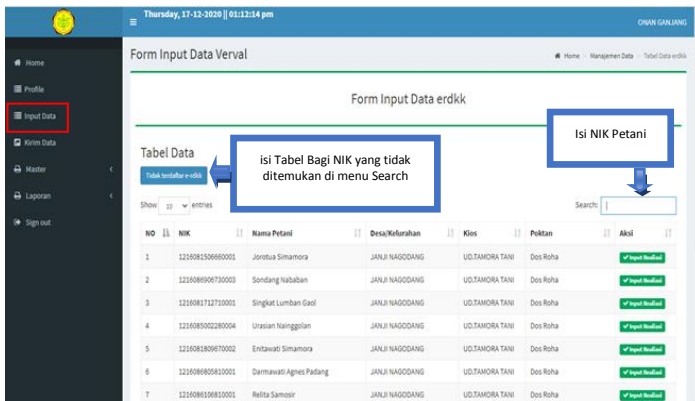 Thursday, 17-12-2020 || 01:12:14 pm
ONAN GANJANG
Home
Profile
Input Data
Kirim Data
Master
Laporan
Sign out
Form Input Data Verval
Home > Manajemen Data > Tabel Data erdkk
Form Input Data erdkk
Isi NIK Petani
Tabel Data
Tidak terdaftar e-rdkk
isi Tabel Bagi NIK yang tidak
ditemukan di menu Search
Show 10 entries
Search:
NO NIK Nama Petani Desa/Kelurahan Kios Poktan Aksi
1 1216081506660001 Jorotua Simamora JANJI NAGODANG UD.TAMORA TANI Dos Roha Input Realiasi
2 1216086906730003 Sondang Nababan JANJI NAGODANG UD.TAMORA TANI Dos Roha Input Realiasi
3 1216081712710001 Singkat Lumban Gaol JANJI NAGODANG UD.TAMORA TANI Dos Roha Input Realiasi
4 1216085002280004 Urasian Nainggolan JANJI NAGODANG UD.TAMORA TANI Dos Roha Input Realiasi
5 1216081809670002 Enitawati Simamora JANJI NAGODANG UD.TAMORA TANI Dos Roha Input Realiasi
6 1216086805810001 Darmawati Agnes Padang JANJI NAGODANG UD.TAMORA TANI Dos Roha Input Realiasi
7 1216086106810001 Relita Samosir JANJI NAGODANG UD.TAMORA TANI Dos Roha Input Realiasi